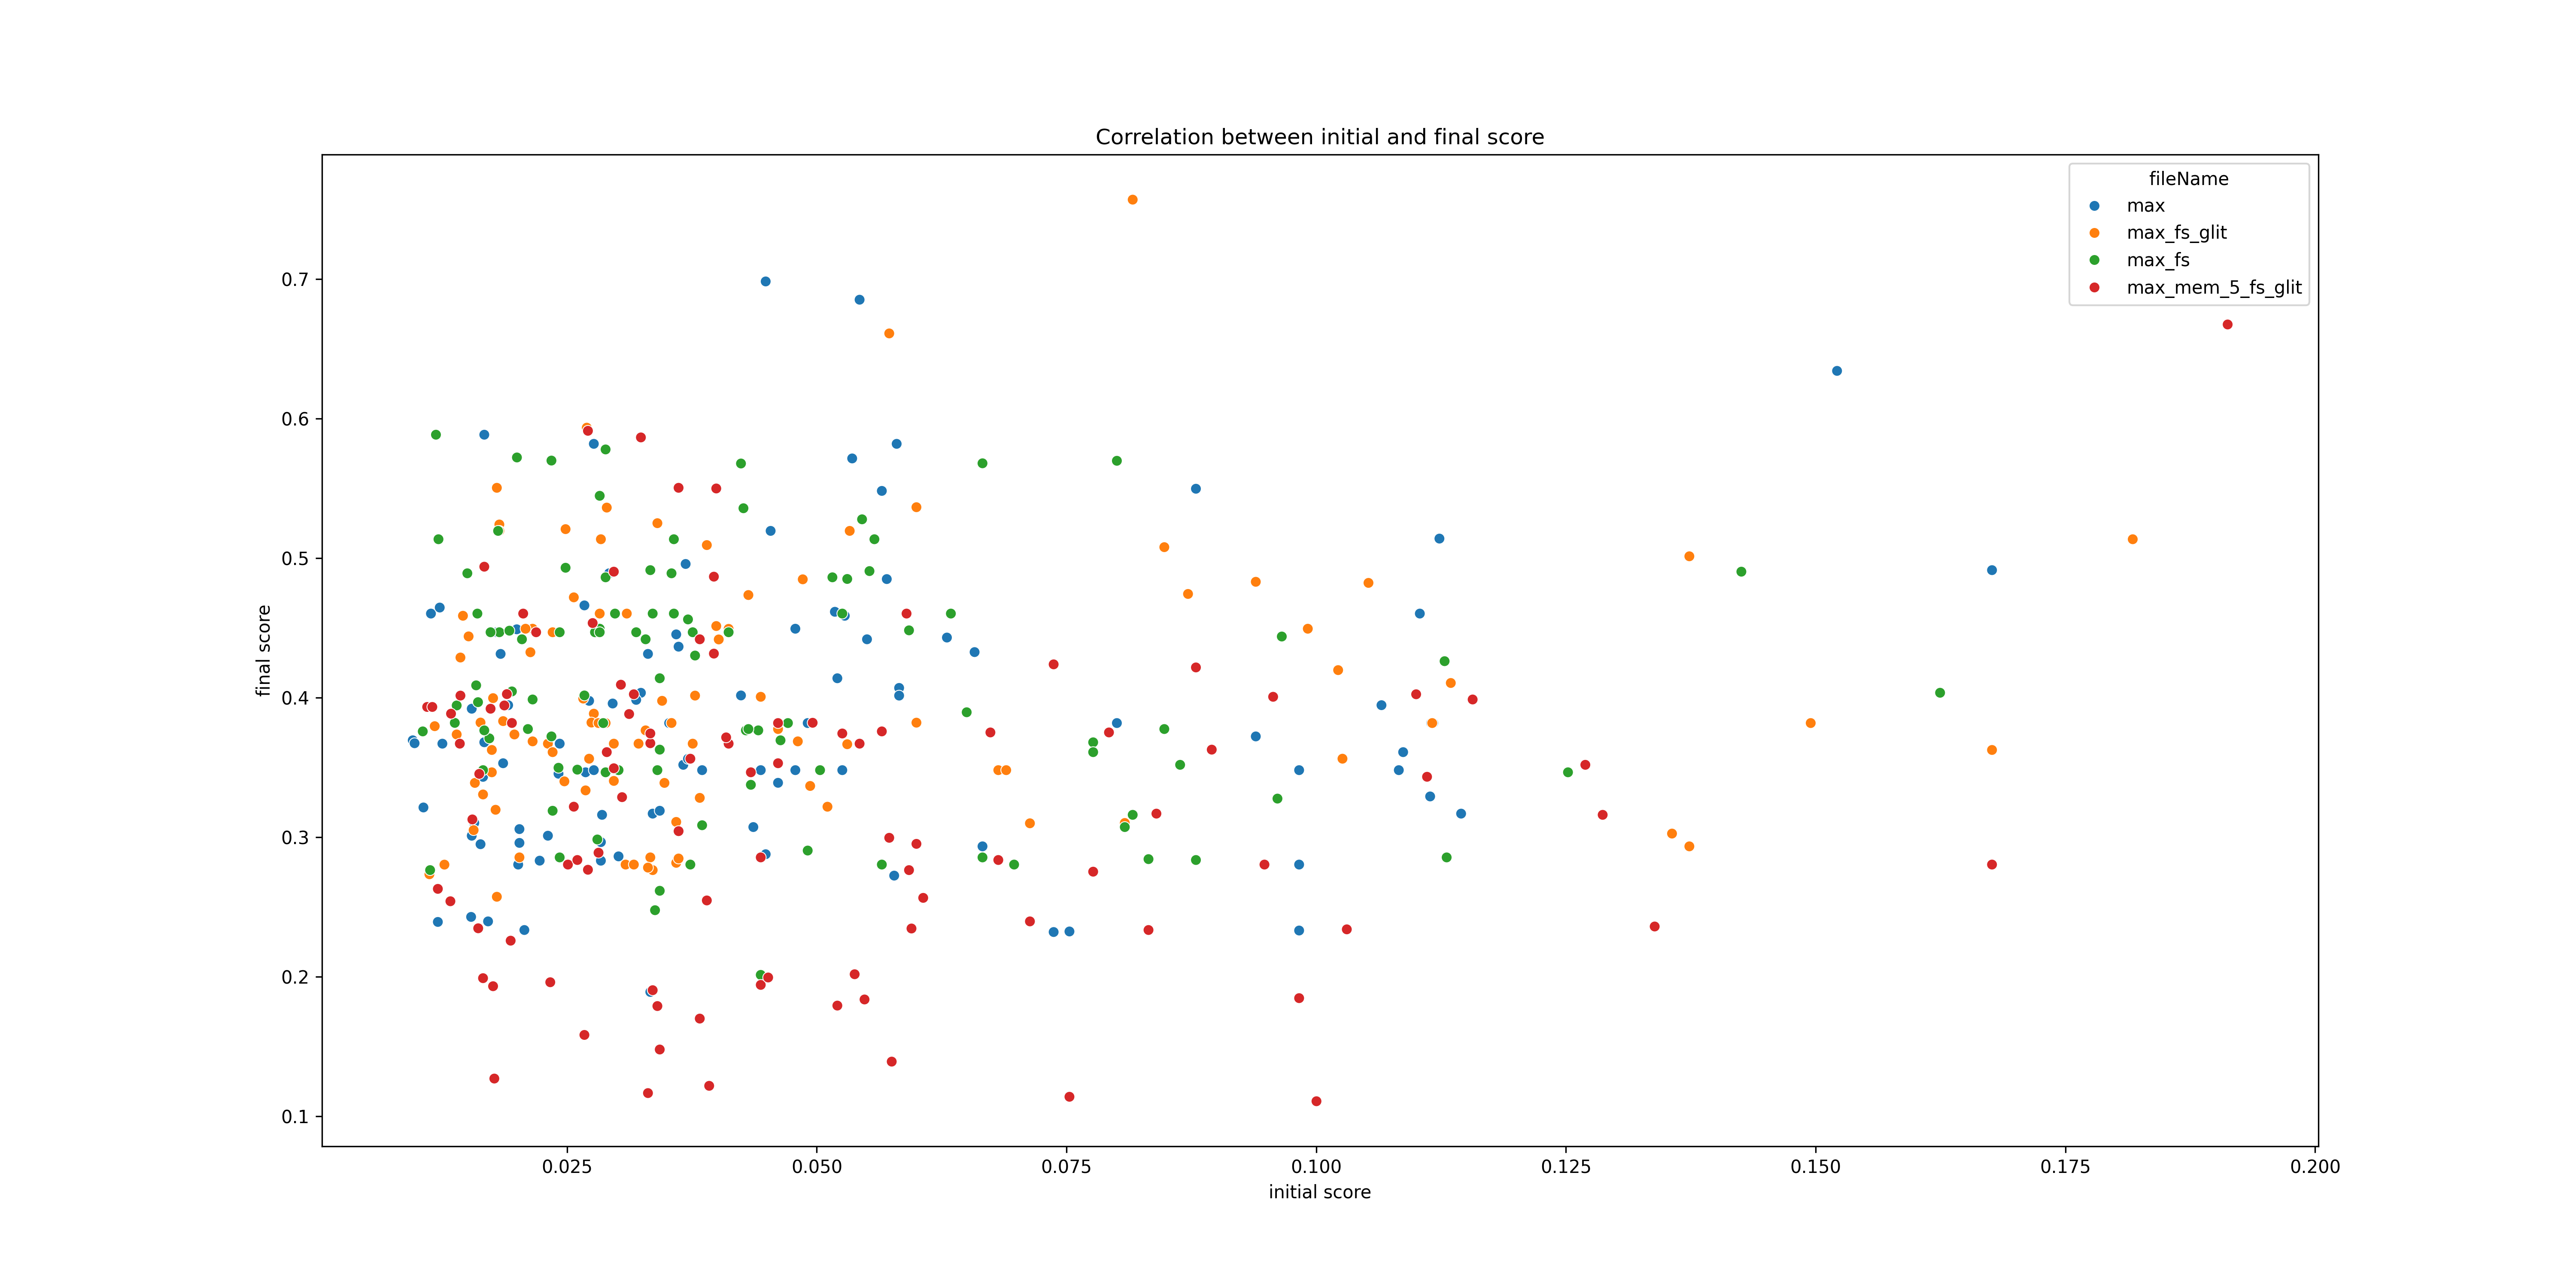 Correlation between initial and final score
fileName
max
max_fs_glit
max_fs
max_mem_5_fs_glit
final score
0.7
0.6
0.5
0.4
0.3
0.2
0.1
0.025 0.050 0.075 0.100 0.125 0.150 0.175 0.200
initial score